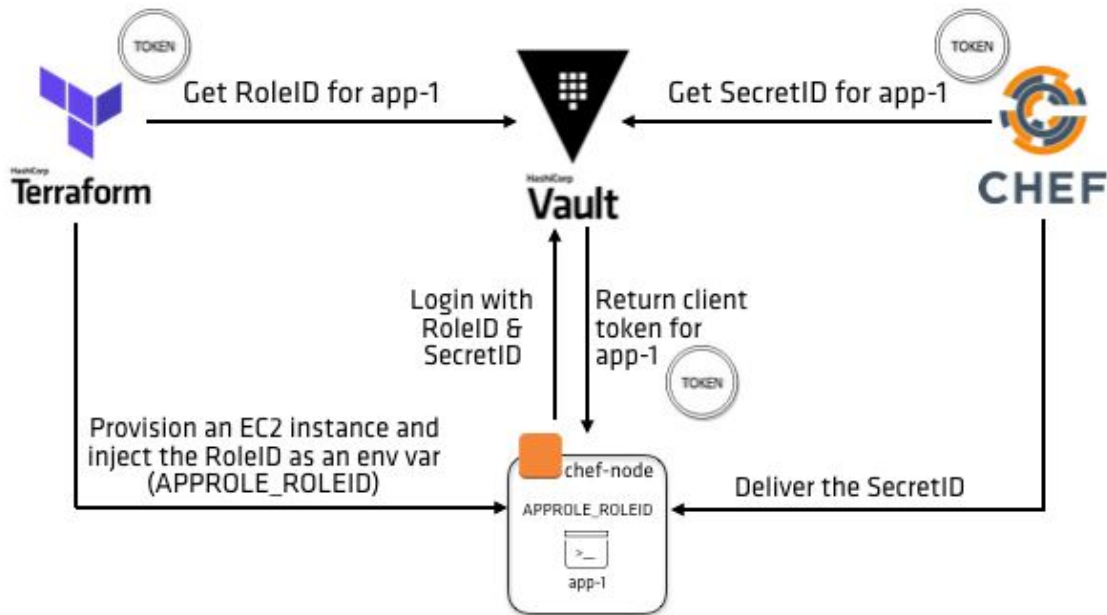 TOKEN
TOKEN
Get RoleID for app-1
Get SecretID for app-1
HashiCorp
Terraform
HashiCorp
Vault
CHEF
Login with
RoleID &
SecretID
Return client
token for
app-1
TOKEN
Provision an EC2 instance and
inject the RoleID as an env var
(APPROLE_ROLEID)
chef-node
APPROLE_ROLEID
>_
app-1
Deliver the SecretID